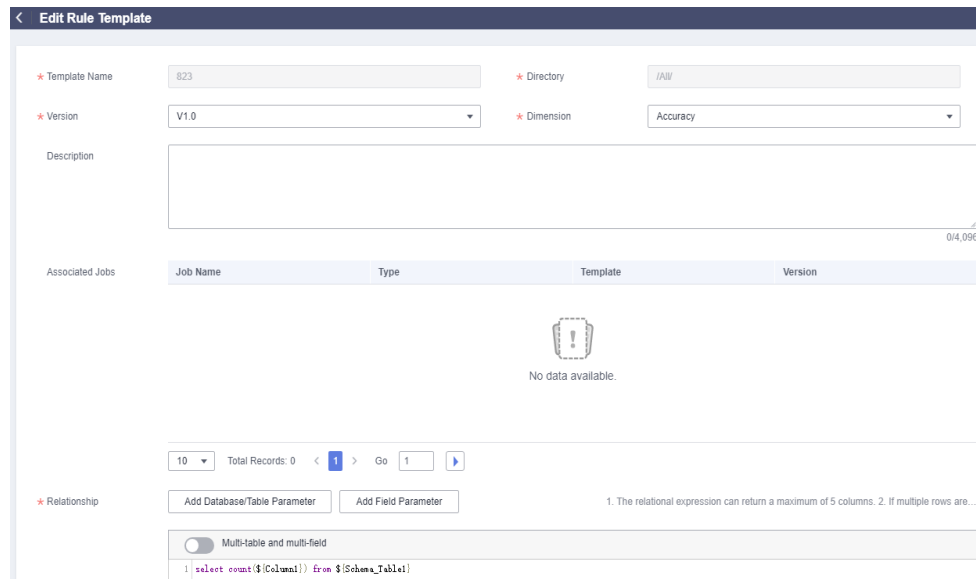 Edit Rule Template
* Template Name 823 * Directory /All/
* Version V1.0 * Dimension Accuracy
Description
0/4,096
Associated Jobs Job Name Type Template Version
No data available.
10 Total Records: 0 < 1 > Go 1
* Relationship Add Database/Table Parameter Add Field Parameter 1. The relational expression can return a maximum of 5 columns. 2. If multiple rows are...
Multi-table and multi-field
1 select count(${Column1}) from ${Schema_Table1}